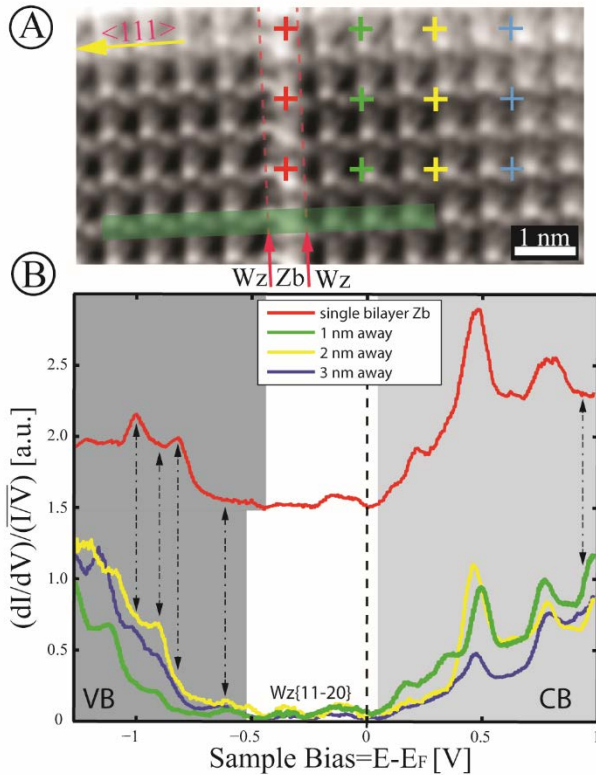 A
<111>
1 nm
Wz Zb Wz
B
single bilayer Zb
1 nm away
2 nm away
3 nm away
2.5
2.0
1.5
1.0
0.5
0
(dI/dV)/(I/V) [a.u.]
VB
Wz{11-20}
CB
−1 −0.5 0 0.5 1
Sample Bias=E-EF [V]